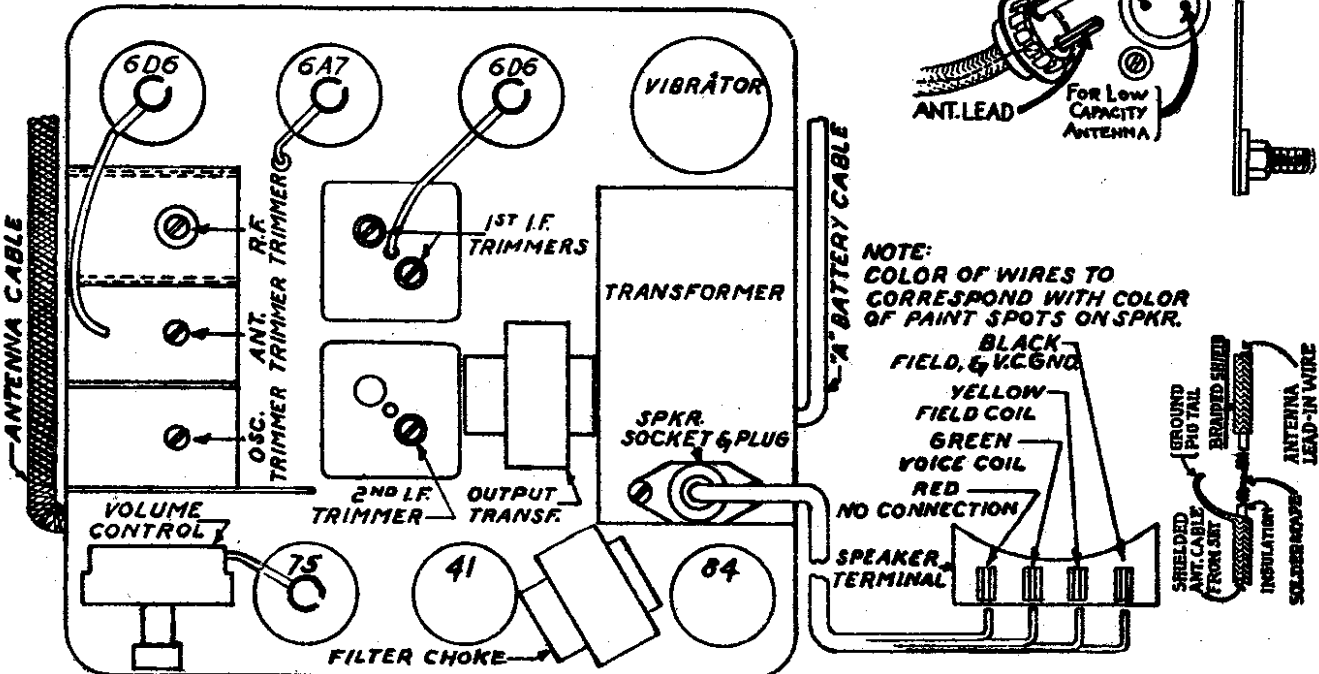 6D6
6A7
6D6
VIBRATOR
ANT. LEAD
FOR LOW
CAPACITY
ANTENNA
ANTENNA CABLE
R.F.
TRIMMER
ANT.
TRIMMER
OSC.
TRIMMER
1ST I.F.
TRIMMERS
TRANSFORMER
"A" BATTERY CABLE
NOTE:
COLOR OF WIRES TO
CORRESPOND WITH COLOR
OF PAINT SPOTS ON SPKR.
BLACK
FIELD, & V.C. GND.
YELLOW
FIELD COIL
GREEN
VOICE COIL
RED
NO CONNECTION
SPKR.
SOCKET & PLUG
2ND I.F.
TRIMMER
OUTPUT
TRANSF.
VOLUME
CONTROL
75
41
84
FILTER CHOKE
SPEAKER
TERMINAL
GROUND
PIG TAIL
BRAIDED SHIELD
ANTENNA
LEAD-IN WIRE
SHIELDED
ANT. CABLE
FROM SET
INSULATION
SOLDER & TAPE